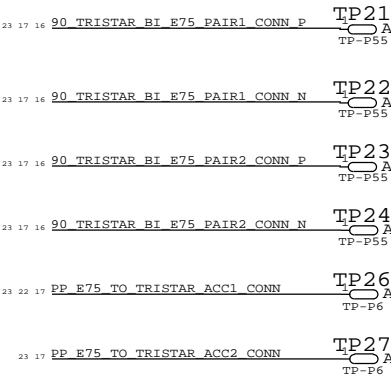 TP21
23 17 16 90_TRISTAR_BI_E75_PAIR1_CONN_P 1 A
TP-P55
TP22
23 17 16 90_TRISTAR_BI_E75_PAIR1_CONN_N 1 A
TP-P55
TP23
23 17 16 90_TRISTAR_BI_E75_PAIR2_CONN_P 1 A
TP-P55
TP24
23 17 16 90_TRISTAR_BI_E75_PAIR2_CONN_N 1 A
TP-P55
TP26
23 22 17 PP_E75_TO_TRISTAR_ACC1_CONN 1 A
TP-P6
TP27
23 17 PP_E75_TO_TRISTAR_ACC2_CONN 1 A
TP-P6